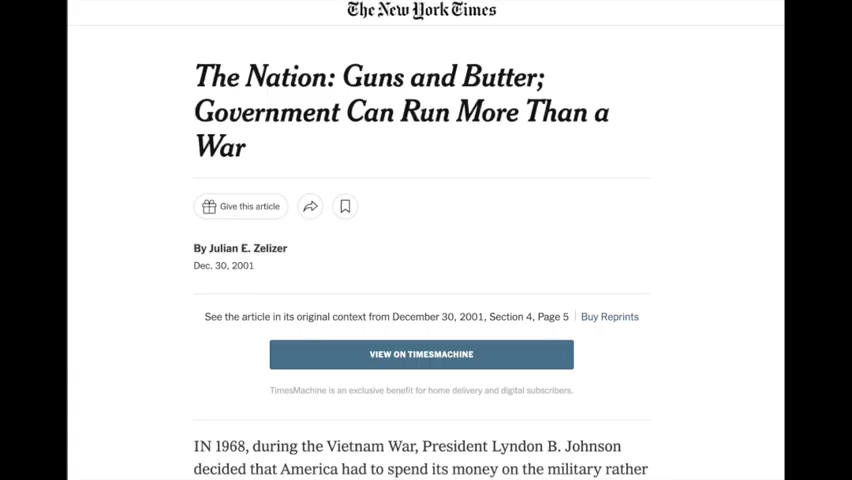 The New York Times
The Nation: Guns and Butter;
Government Can Run More Than a
War
Give this article
By Julian E. Zelizer
Dec. 30, 2001
See the article in its original context from December 30, 2001, Section 4, Page 5 | Buy Reprints
VIEW ON TIMESMACHINE
TimesMachine is an exclusive benefit for home delivery and digital subscribers.
IN 1968, during the Vietnam War, President Lyndon B. Johnson
decided that America had to spend its money on the military rather